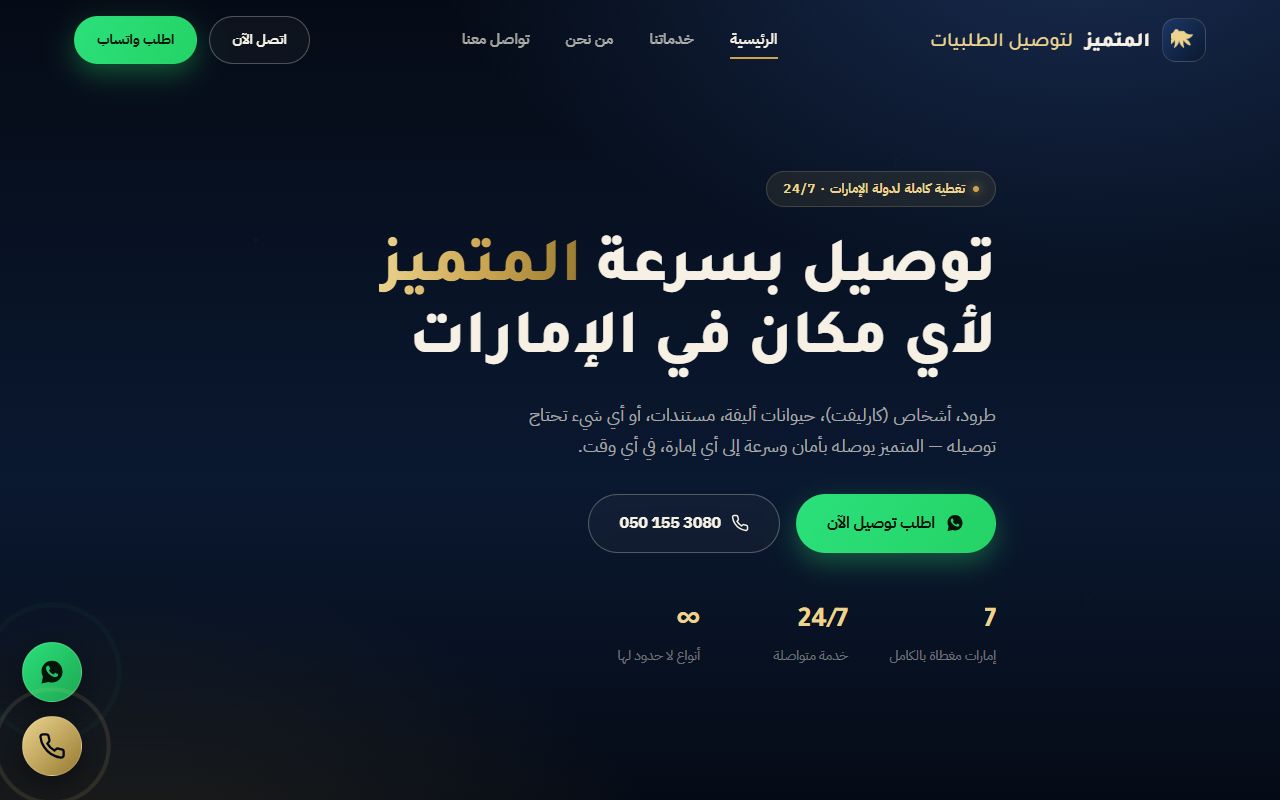 المتميز لتوصيل الطلبيات
الرئيسية
خدماتنا
من نحن
تواصل معنا
اتصل الآن
اطلب واتساب
تغطية كاملة لدولة الإمارات · 24/7
توصيل بسرعة المتميز
لأي مكان في الإمارات
طرود، أشخاص (كارليفت)، حيوانات أليفة، مستندات، أو أي شيء تحتاج
توصيله — المتميز يوصله بأمان وسرعة إلى أي إمارة، في أي وقت.
اطلب توصيل الآن
050 155 3080
7
إمارات مغطاة بالكامل
24/7
خدمة متواصلة
∞
أنواع لا حدود لها